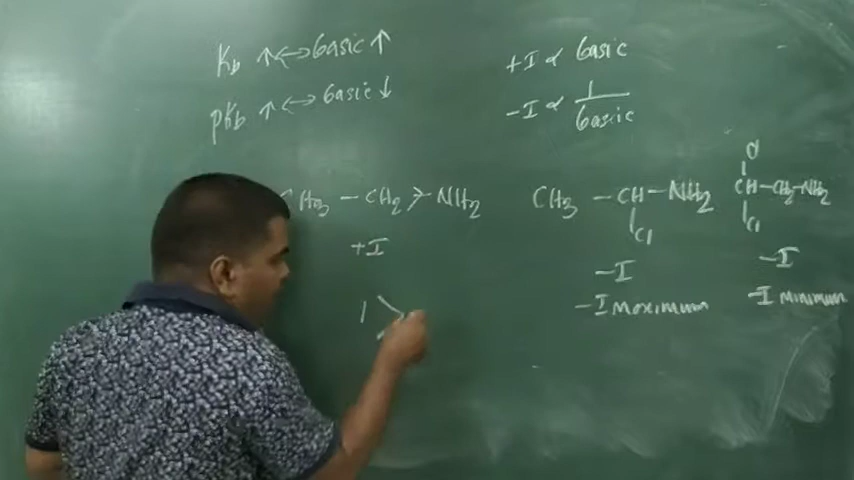 Kb ↑ ↔ Basic ↑
+I ∝ Basic
pKb ↑ ↔ Basic ↓
-I ∝ 1/Basic
Cl
CH3 - CH2 > NH2
CH3 - CH - NH2
CH - CH2 - NH2
Cl
Cl
+I
-I
-I
-I maximum
-I minimum
1 >